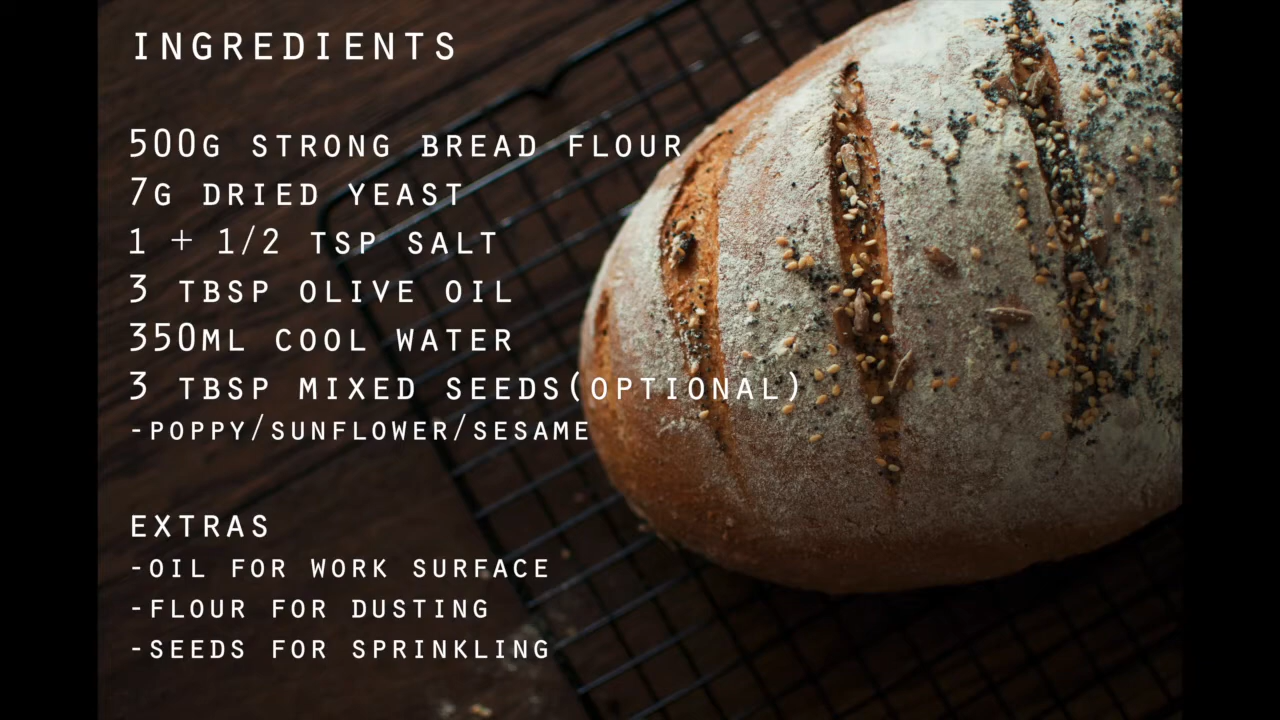 INGREDIENTS
500G STRONG BREAD FLOUR
7G DRIED YEAST
1 + 1/2 TSP SALT
3 TBSP OLIVE OIL
350ML COOL WATER
3 TBSP MIXED SEEDS(OPTIONAL)
-POPPY/SUNFLOWER/SESAME
EXTRAS
-OIL FOR WORK SURFACE
-FLOUR FOR DUSTING
-SEEDS FOR SPRINKLING